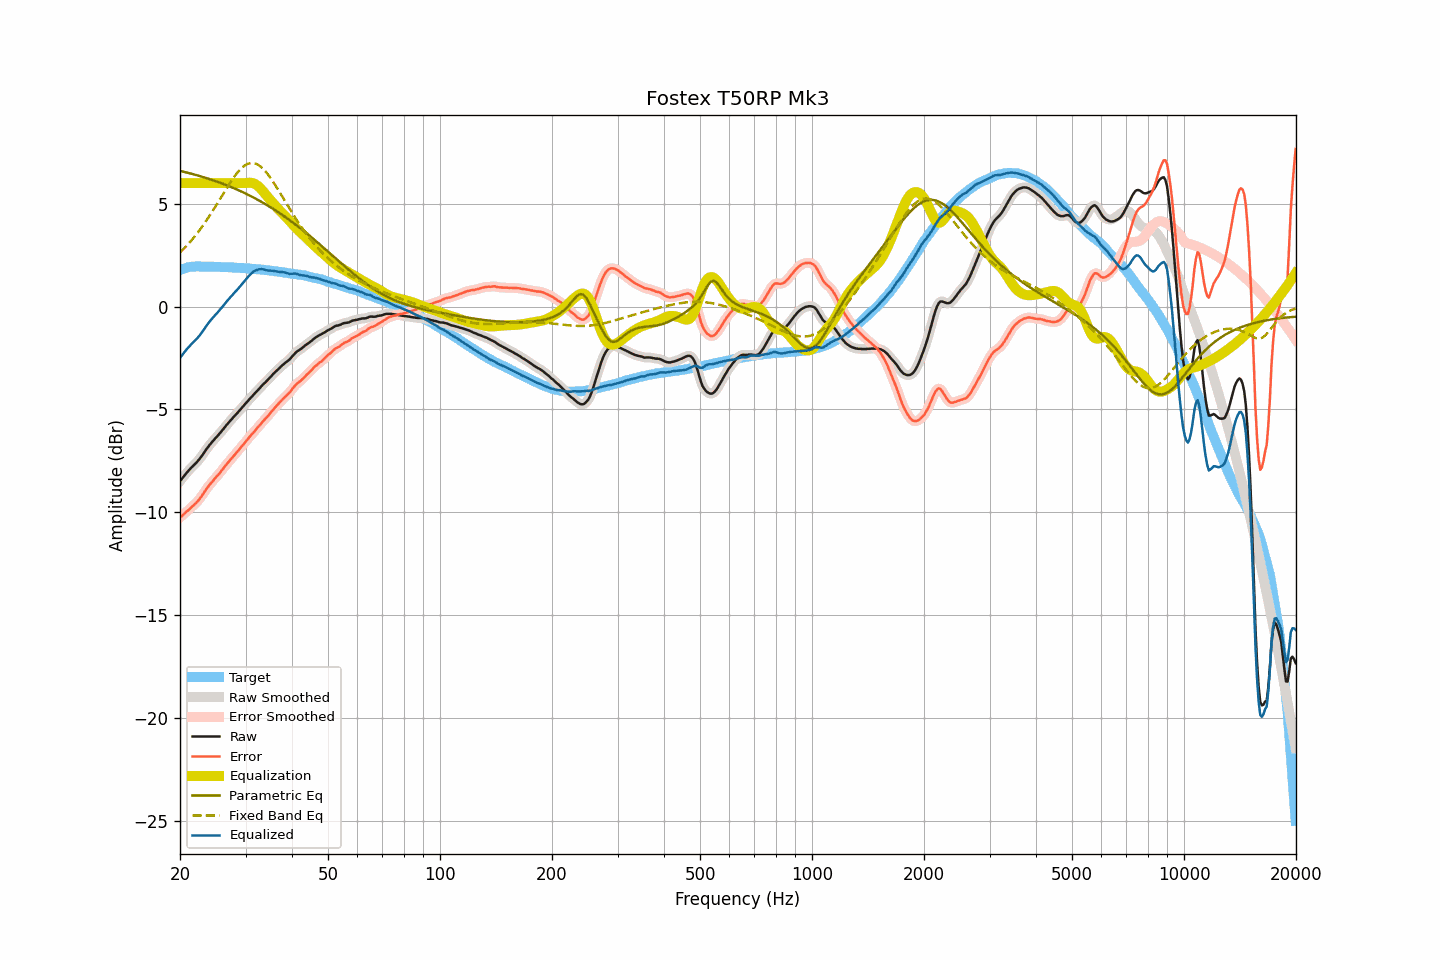 Fostex T50RP Mk3
Amplitude (dBr)
5
0
−5
−10
−15
−20
−25
Target
Raw Smoothed
Error Smoothed
Raw
Error
Equalization
Parametric Eq
Fixed Band Eq
Equalized
20 50 100 200 500 1000 2000 5000 10000 20000
Frequency (Hz)